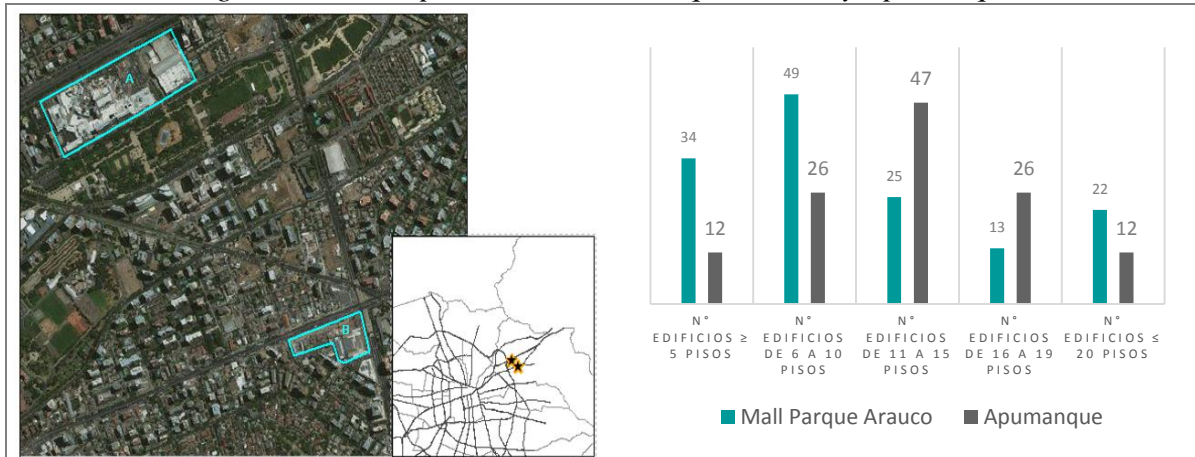 A
B
34
12
49
26
25
47
13
26
22
12
N°
EDIFICIOS ≥
5 PISOS
N°
EDIFICIOS
DE 6 A 10
PISOS
N°
EDIFICIOS
DE 11 A 15
PISOS
N°
EDIFICIOS
DE 16 A 19
PISOS
N°
EDIFICIOS ≤
20 PISOS
Mall Parque Arauco
Apumanque